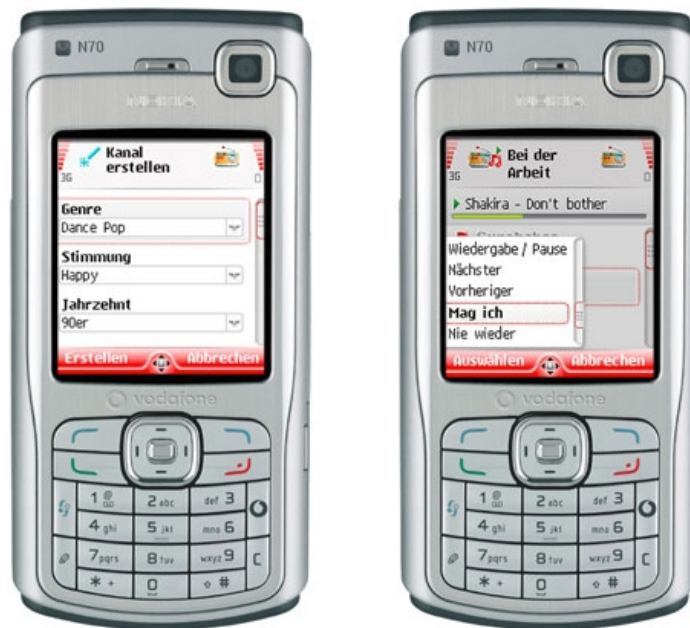 N70
NOKIA
3G
Kanal
erstellen
Genre
Dance Pop
Stimmung
Happy
Jahrzehnt
90er
Erstellen
Abbrechen
vodafone
1
2 abc
def 3
4 ghi
5 jkl
mno 6
7 pqrs
8 tuv
wxyz 9
C
* +
0
#
N70
NOKIA
3G
Bei der
Arbeit
Shakira - Don't bother
Wiedergabe / Pause
Nächster
Vorheriger
Mag ich
Nie wieder
Auswählen
Abbrechen
vodafone
1
2 abc
def 3
4 ghi
5 jkl
mno 6
7 pqrs
8 tuv
wxyz 9
C
* +
0
#